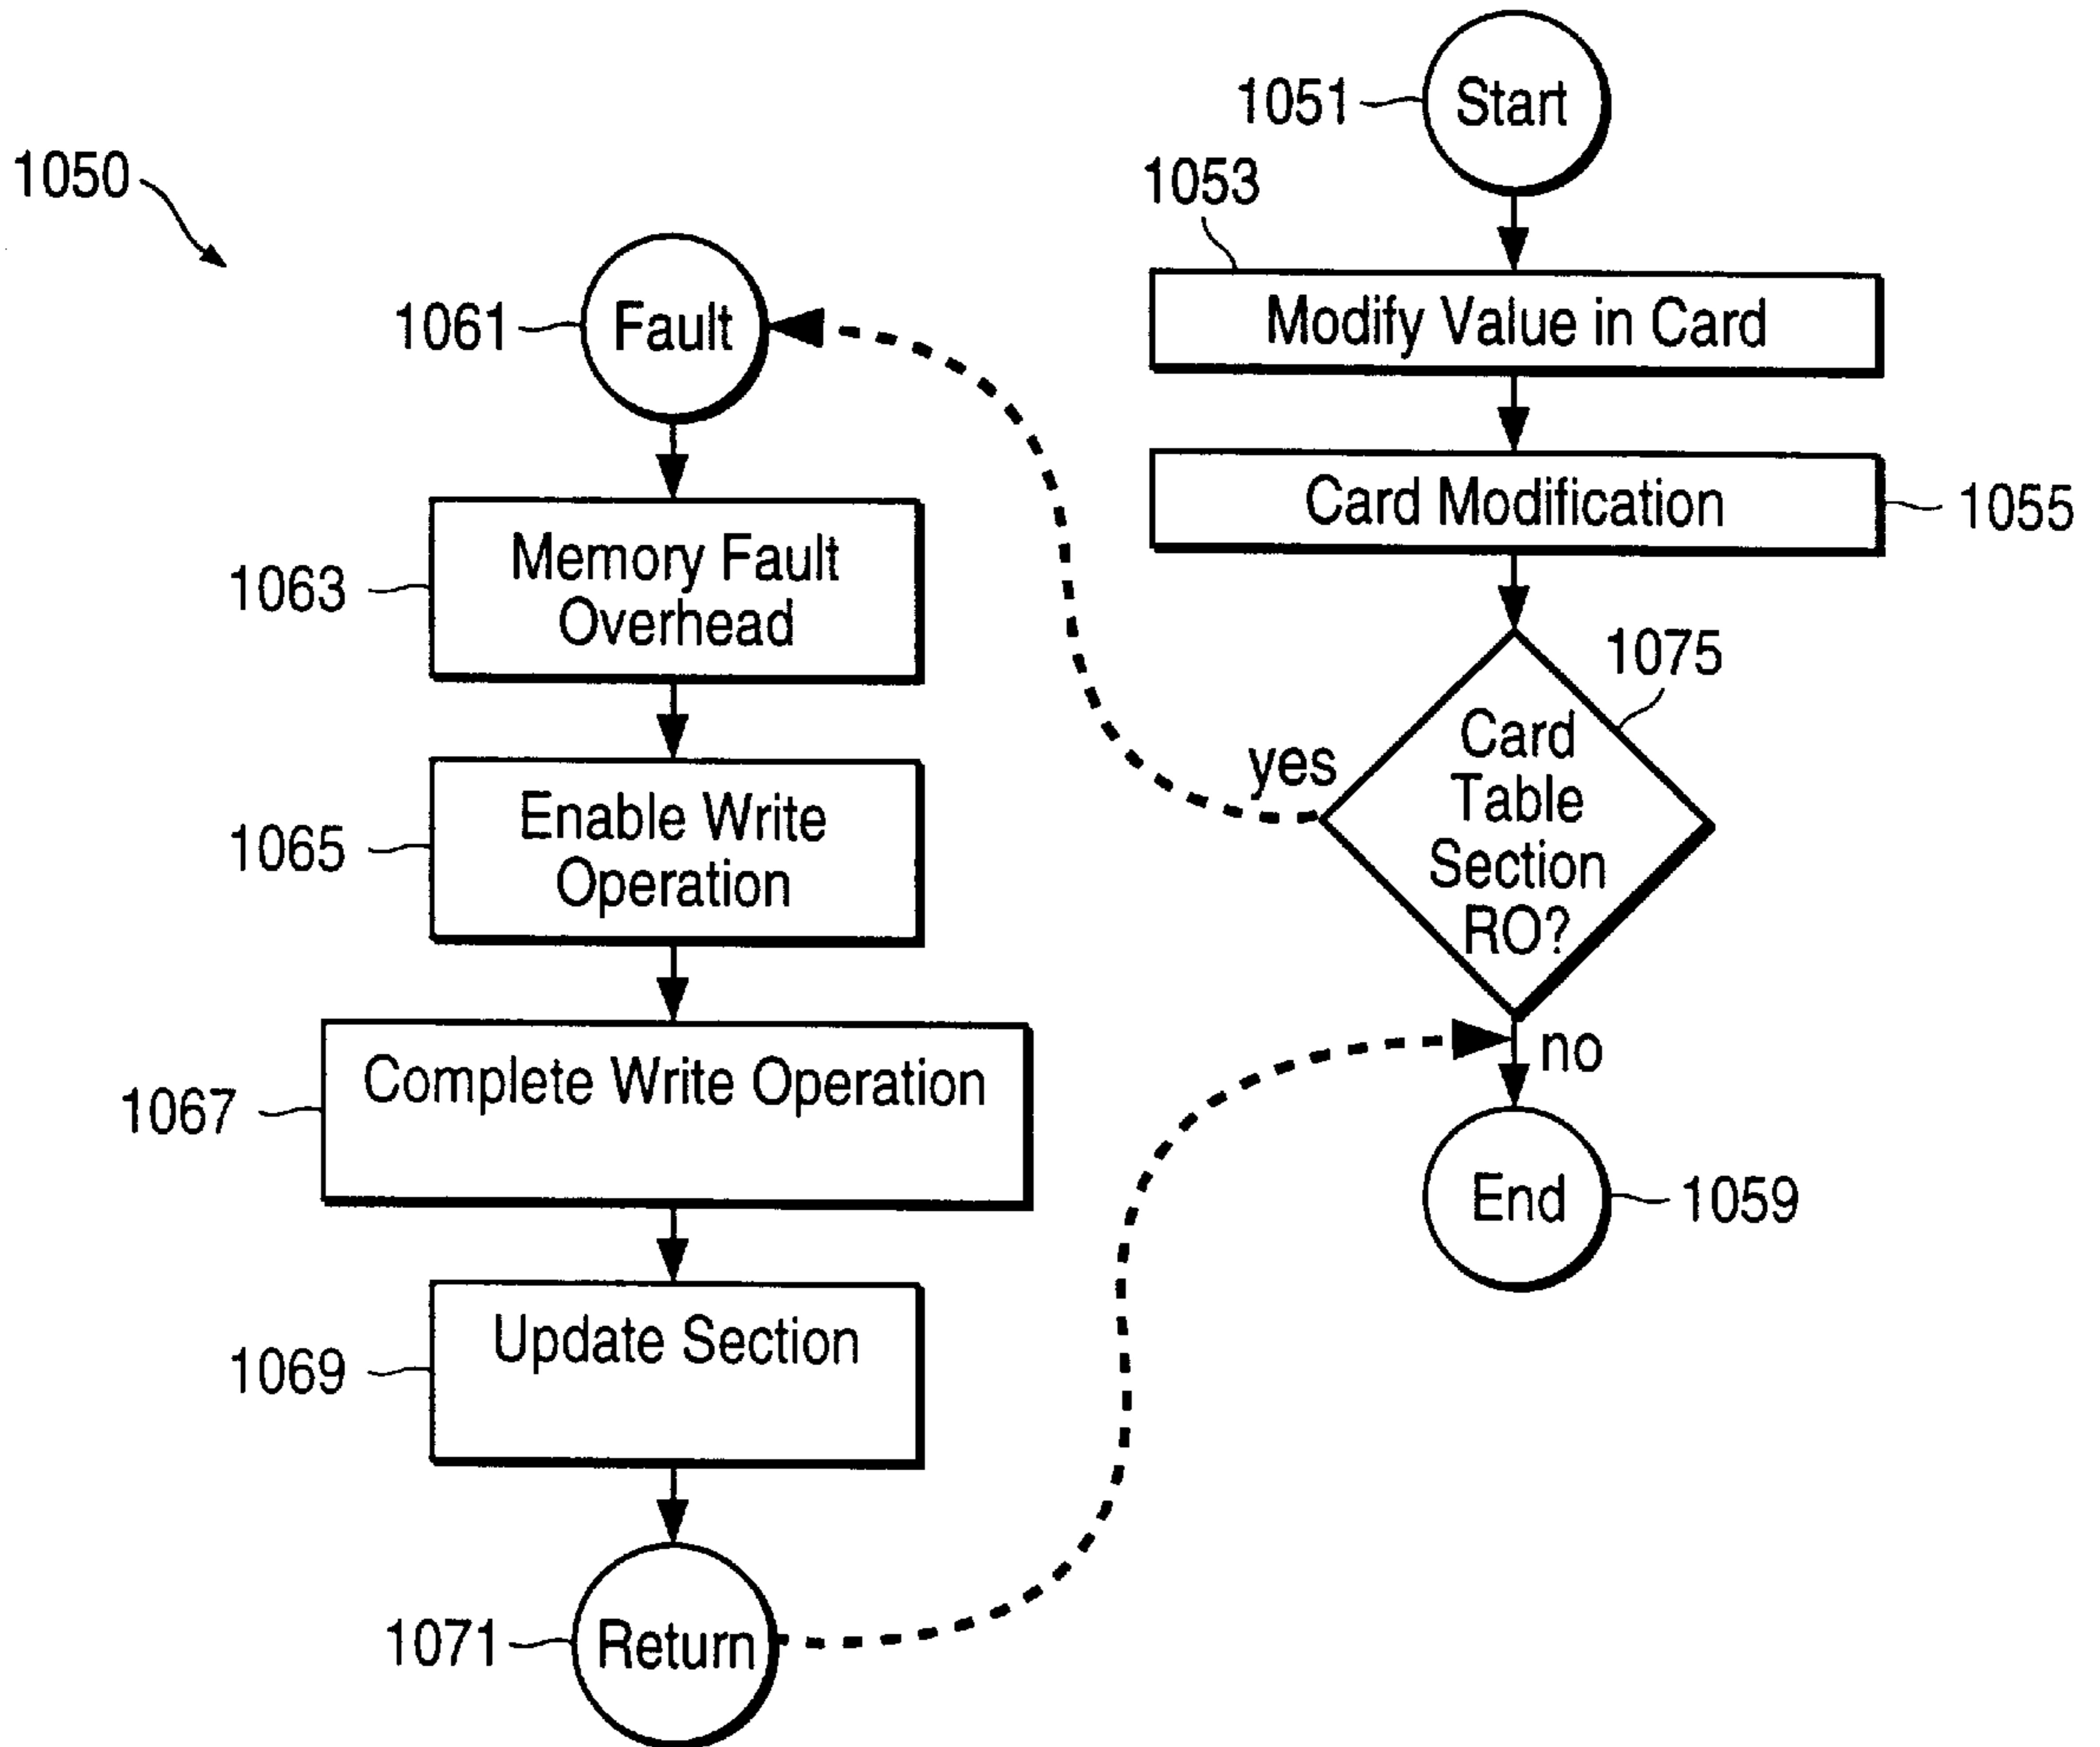 1050
1051
Start
1053
Modify Value in Card
Card Modification
1055
1075
Card
Table
Section
RO?
yes
no
End
1059
1061
Fault
1063
Memory Fault
Overhead
1065
Enable Write
Operation
1067
Complete Write Operation
1069
Update Section
1071
Return